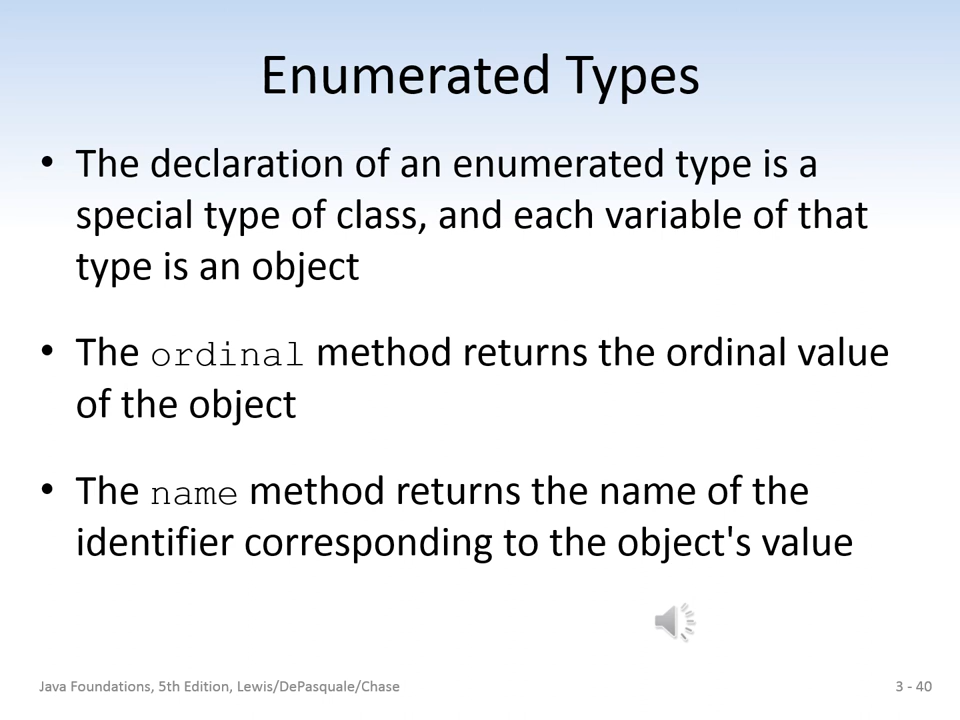 Enumerated Types
• The declaration of an enumerated type is a
special type of class, and each variable of that
type is an object
• The ordinal method returns the ordinal value
of the object
• The name method returns the name of the
identifier corresponding to the object's value
Java Foundations, 5th Edition, Lewis/DePasquale/Chase
3 - 40